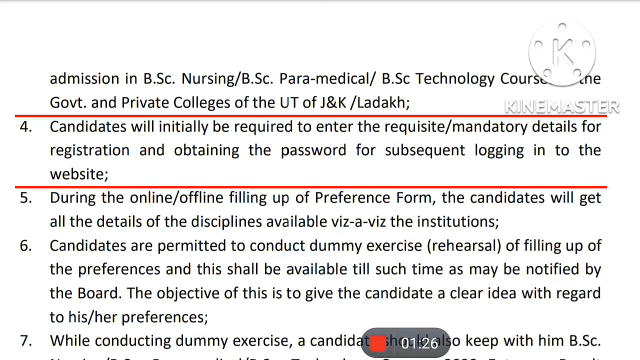 KINEMASTER
admission in B.Sc. Nursing/B.Sc. Para-medical/ B.Sc Technology the
Govt. and Private Colleges of the UT of J&K /Ladakh;
4. Candidates will initially be required to enter the requisite/mandatory details for
registration and obtaining the password for subsequent logging in to the
website;
5. During the online/offline filling up of Preference Form, the candidates will get
all the details of the disciplines available viz-a-viz the institutions;
6. Candidates are permitted to conduct dummy exercise (rehearsal) of filling up of
the preferences and this shall be available till such time as may be notified by
the Board. The objective of this is to give the candidate a clear idea with regard
to his/her preferences;
7. While conducting dummy exercise, a candidate also keep with him B.Sc.
01:26